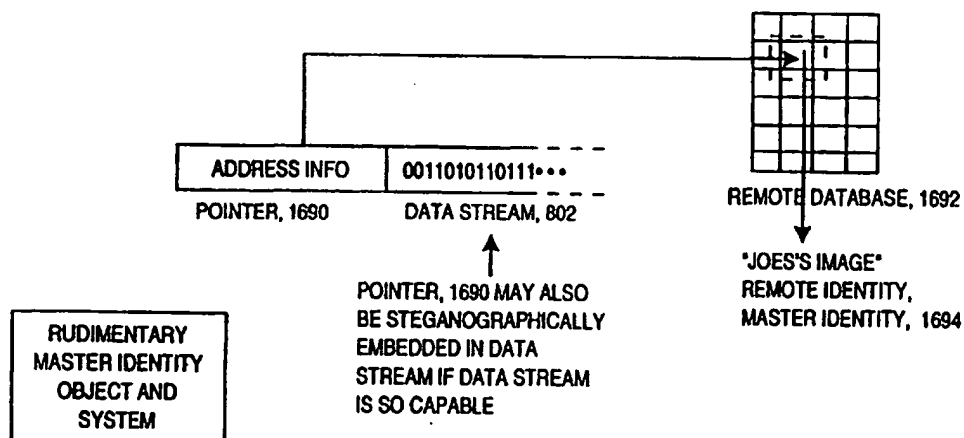 ADDRESS INFO
0011010110111•••
POINTER, 1690
DATA STREAM, 802
REMOTE DATABASE, 1692
"JOES'S IMAGE"
REMOTE IDENTITY,
MASTER IDENTITY, 1694
POINTER, 1690 MAY ALSO
BE STEGANOGRAPHICALLY
EMBEDDED IN DATA
STREAM IF DATA STREAM
IS SO CAPABLE
RUDIMENTARY
MASTER IDENTITY
OBJECT AND
SYSTEM